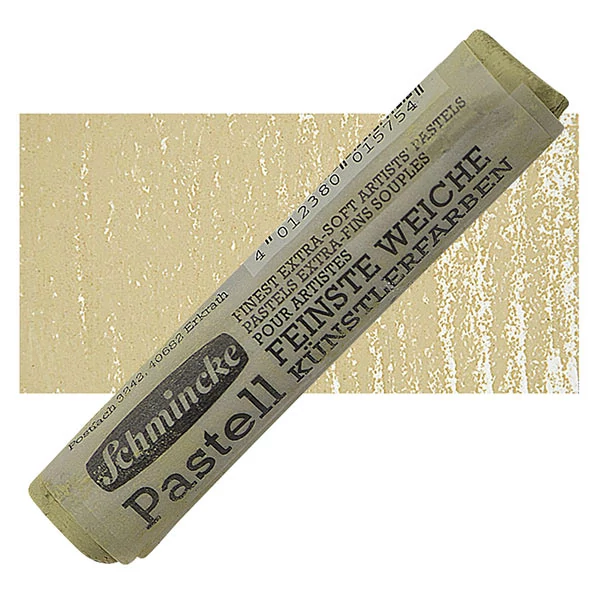 4 012380 015754
FINEST EXTRA-SOFT ARTISTS' PASTELS
PASTELS EXTRA-FINS SOUPLES
POUR ARTISTES
FEINSTE WEICHE
KÜNSTLERFARBEN
Postfach 3243, 40682 Erkrath
Schmincke
Pastell